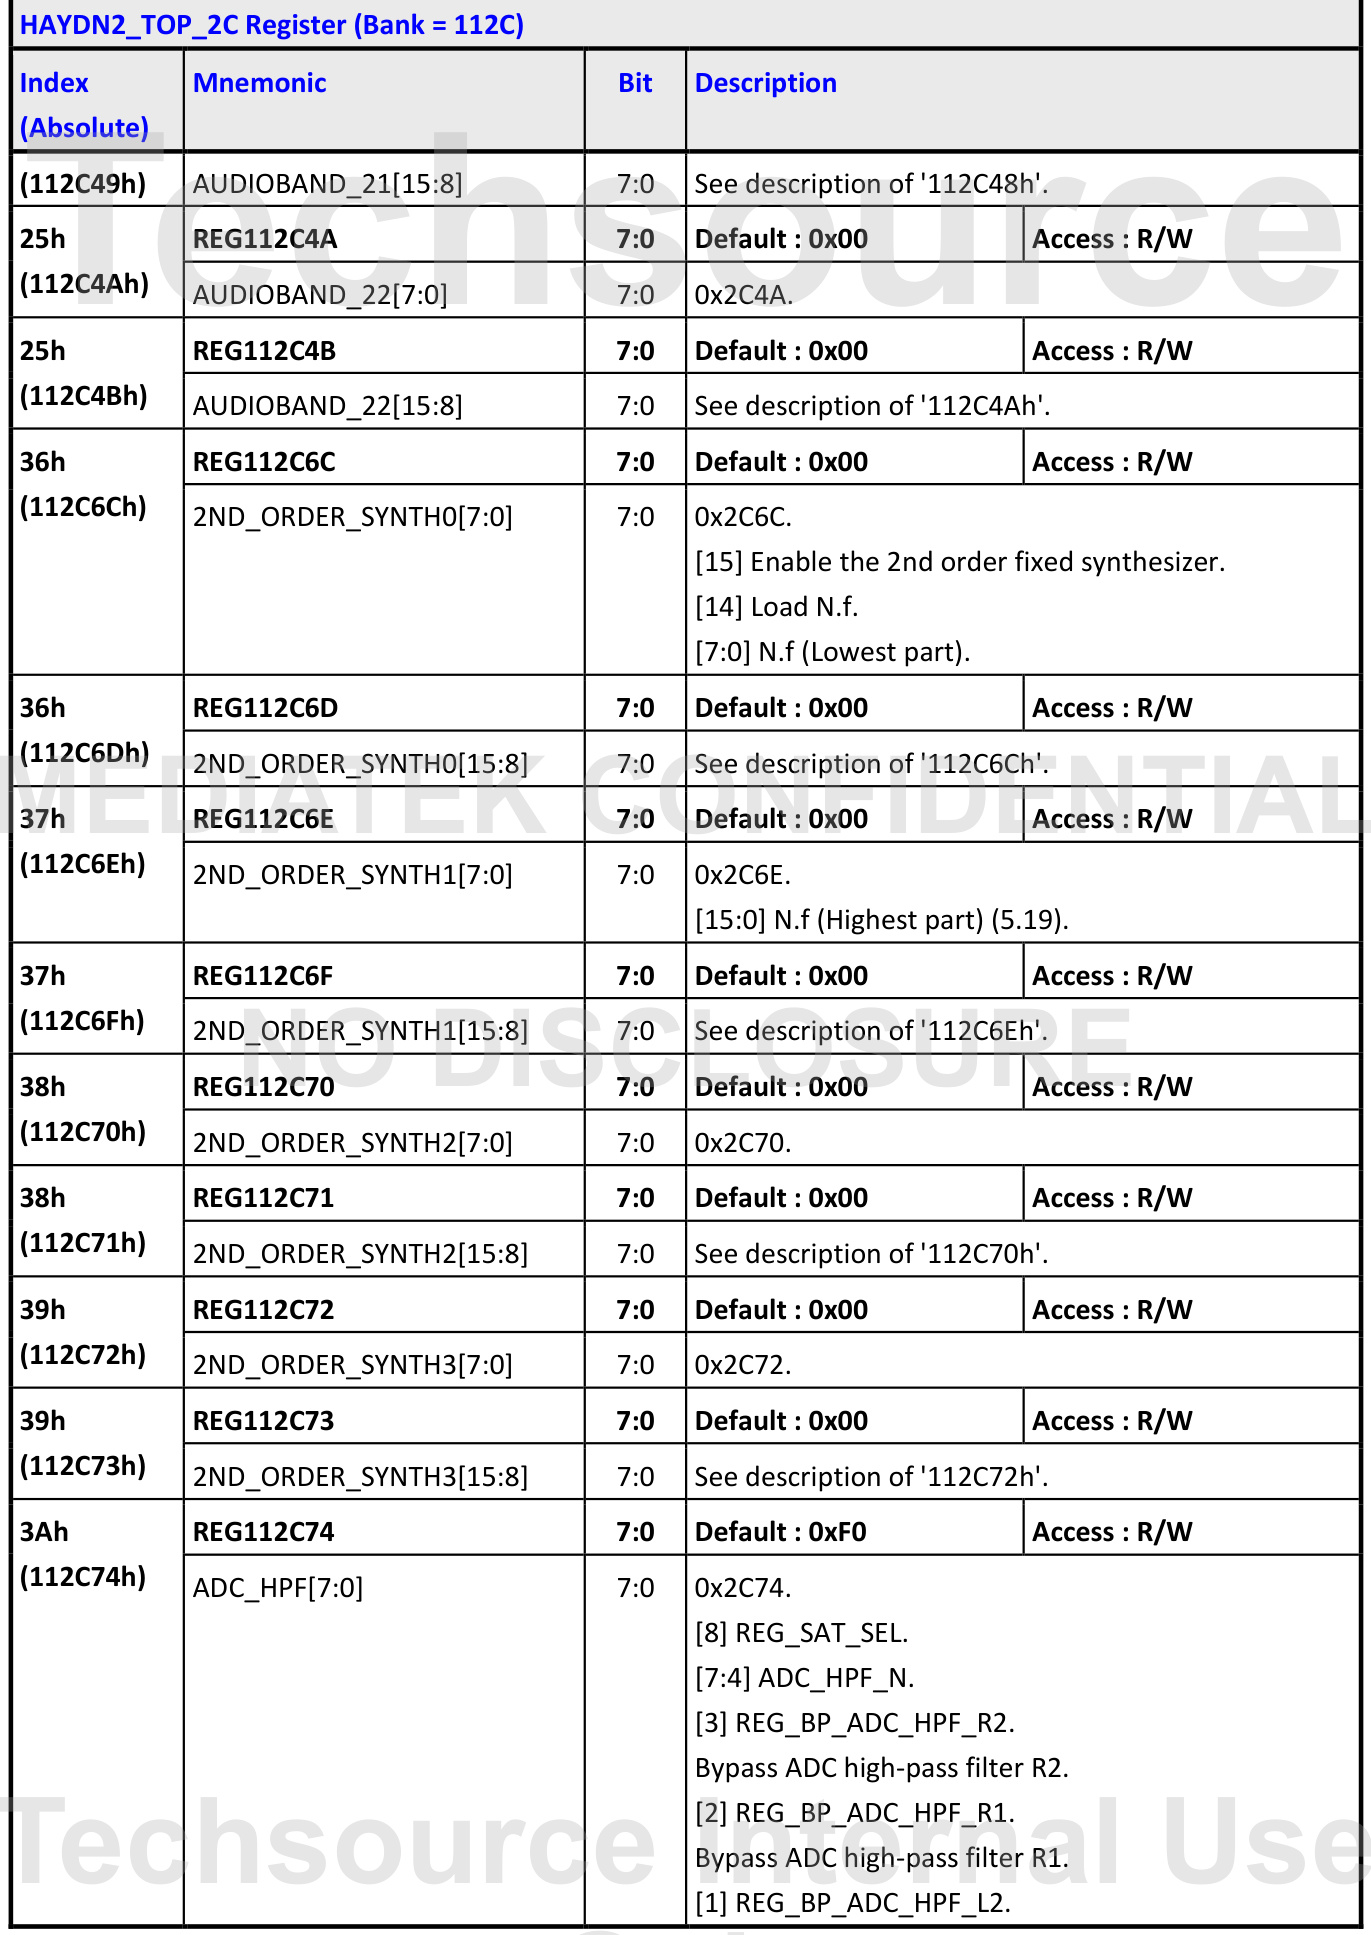 HAYDN2_TOP_2C Register (Bank = 112C)
Index (Absolute) Mnemonic Bit Description
(112C49h) AUDIOBAND_21[15:8] 7:0 See description of '112C48h'.
25h REG112C4A 7:0 Default : 0x00 Access : R/W
(112C4Ah) AUDIOBAND_22[7:0] 7:0 0x2C4A.
25h REG112C4B 7:0 Default : 0x00 Access : R/W
(112C4Bh) AUDIOBAND_22[15:8] 7:0 See description of '112C4Ah'.
36h REG112C6C 7:0 Default : 0x00 Access : R/W
(112C6Ch) 2ND_ORDER_SYNTH0[7:0] 7:0 0x2C6C.
[15] Enable the 2nd order fixed synthesizer.
[14] Load N.f.
[7:0] N.f (Lowest part).
36h REG112C6D 7:0 Default : 0x00 Access : R/W
(112C6Dh) 2ND_ORDER_SYNTH0[15:8] 7:0 See description of '112C6Ch'.
37h REG112C6E 7:0 Default : 0x00 Access : R/W
(112C6Eh) 2ND_ORDER_SYNTH1[7:0] 7:0 0x2C6E.
[15:0] N.f (Highest part) (5.19).
37h REG112C6F 7:0 Default : 0x00 Access : R/W
(112C6Fh) 2ND_ORDER_SYNTH1[15:8] 7:0 See description of '112C6Eh'.
38h REG112C70 7:0 Default : 0x00 Access : R/W
(112C70h) 2ND_ORDER_SYNTH2[7:0] 7:0 0x2C70.
38h REG112C71 7:0 Default : 0x00 Access : R/W
(112C71h) 2ND_ORDER_SYNTH2[15:8] 7:0 See description of '112C70h'.
39h REG112C72 7:0 Default : 0x00 Access : R/W
(112C72h) 2ND_ORDER_SYNTH3[7:0] 7:0 0x2C72.
39h REG112C73 7:0 Default : 0x00 Access : R/W
(112C73h) 2ND_ORDER_SYNTH3[15:8] 7:0 See description of '112C72h'.
3Ah REG112C74 7:0 Default : 0xF0 Access : R/W
(112C74h) ADC_HPF[7:0] 7:0 0x2C74.
[8] REG_SAT_SEL.
[7:4] ADC_HPF_N.
[3] REG_BP_ADC_HPF_R2.
Bypass ADC high-pass filter R2.
[2] REG_BP_ADC_HPF_R1.
Bypass ADC high-pass filter R1.
[1] REG_BP_ADC_HPF_L2.
Techsource
MEDIATEK CONFIDENTIAL
NO DISCLOSURE
Techsource Internal Use